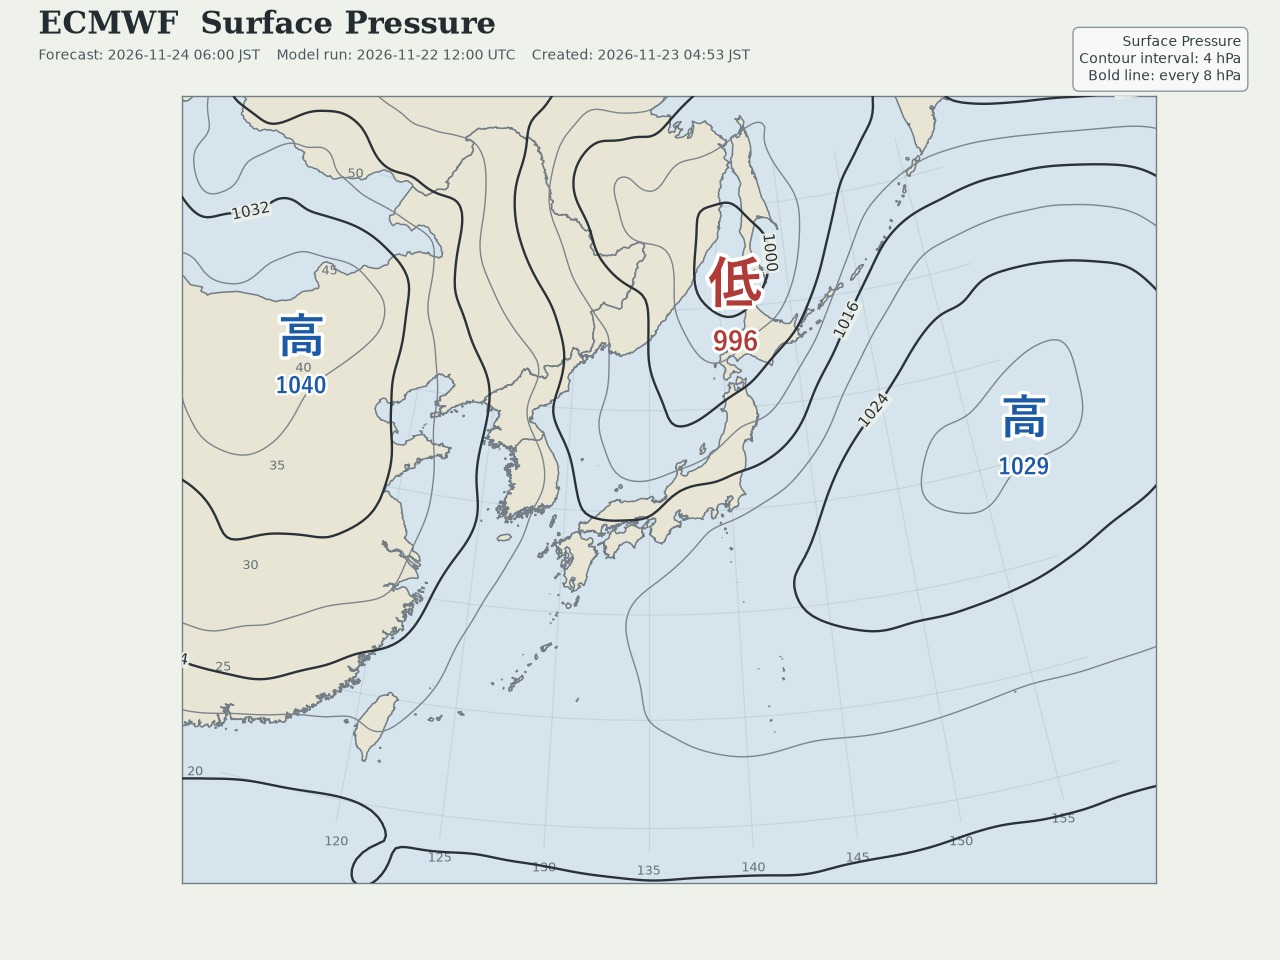 ECMWF  Surface Pressure
Forecast: 2026-11-24 06:00 JST    Model run: 2026-11-22 12:00 UTC    Created: 2026-11-23 04:53 JST
Surface Pressure
Contour interval: 4 hPa
Bold line: every 8 hPa
50
1032
1000
低
996
45
高
1040
40
1016
1024
高
1029
35
30
4
25
20
120
125
130
135
140
145
150
155